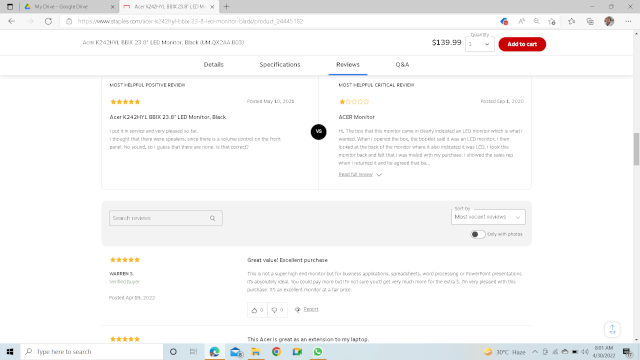 My Drive - Google Drive
Acer K242HYL BBIX 23.8" LED M
https://www.staples.com/acer-k242hyl-bbix-23-8-led-monitor-black/product_24445182
Acer K242HYL BBIX 23.8" LED Monitor, Black (UM.QX2AA.B03)
$139.99
Quantity
1
Add to cart
Details
Specifications
Reviews
Q&A
MOST HELPFUL POSITIVE REVIEW
Posted May 13, 2021
Acer K242HYL BBIX 23.8" LED Monitor, Black
I put it in service and very pleased so far.
I thought that there were speakers, since there is a volume control on the front
panel. No sound, so I guess that there are none. Is that correct?
VS
MOST HELPFUL CRITICAL REVIEW
Posted Sep 1, 2020
ACER Monitor
Hi, The box that this monitor came in clearly indicated an LED monitor which is what I
wanted. When I opened the box, the booklet said it was an LCD monitor, I then
looked at the back of the monitor where it also indicated it was LCD. I took this
monitor back and felt that I was misled with my purchase. I showed the sales rep
when I returned it and he agreed that be...
Read full review
Search reviews
Sort by
Most recent reviews
Only with photos
WARREN S.
Verified buyer
Posted Apr 08, 2022
Great value! Excellent purchase
This is not a super high end monitor but for business applications, spreadsheets, word processing or PowerPoint presentations
it's absolutely ideal. You could pay more but I'm not sure you'd get very much more for the extra $. I'm very pleased with this
purchase. It's an excellent monitor at a fair price.
0
0
Report
This Acer is great as an extension to my laptop.
Type here to search
30°C Haze
8:01 AM
4/30/2022